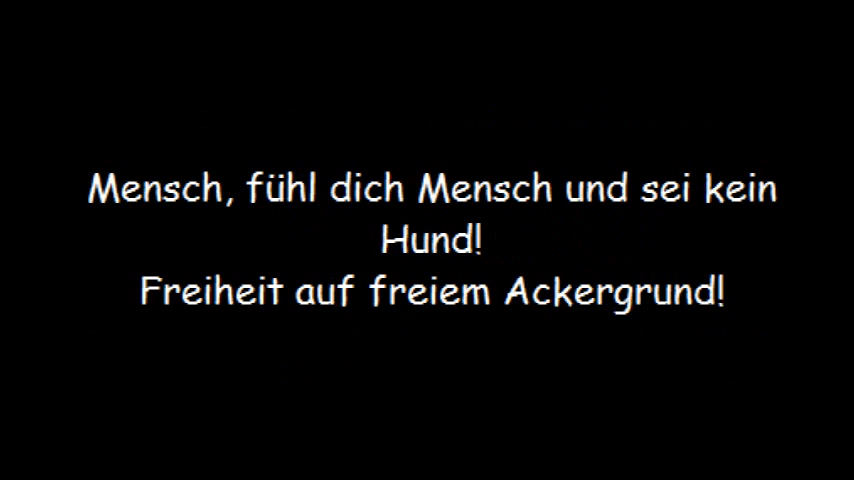 Mensch, fühl dich Mensch und sei kein
Hund!
Freiheit auf freiem Ackergrund!